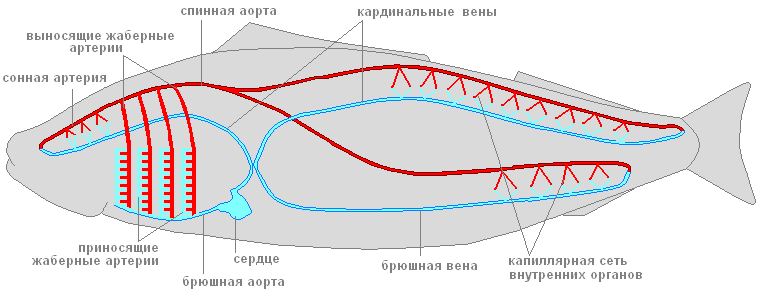 спинная аорта
кардинальные вены
выносящие жаберные
артерии
сонная артерия
приносящие
жаберные артерии
сердце
брюшная аорта
брюшная вена
капиллярная сеть
внутренних органов